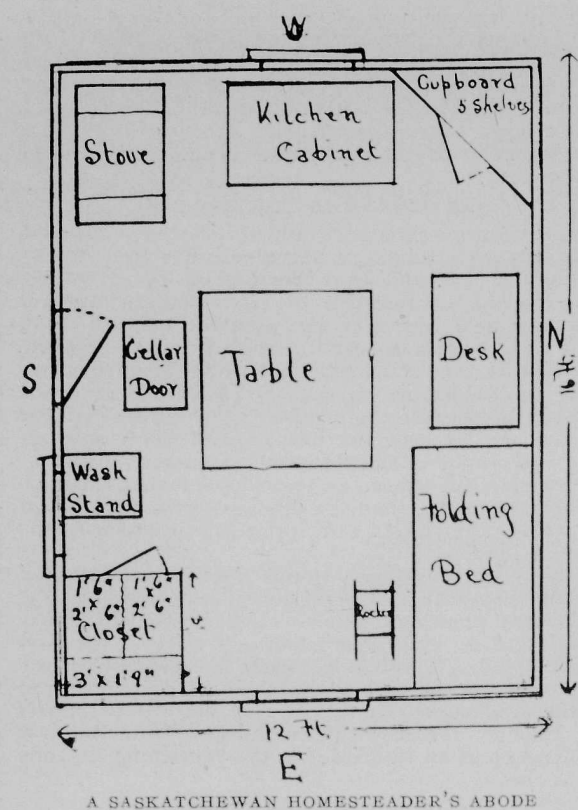 W
Cupboard
5 Shelves
Kitchen
Cabinet
Stove
N
16 Ft.
Desk
Cellar
Door
Table
S
Wash
Stand
Folding
Bed
1'6" 1'6"
x x
2' 6" 2' 6"
Closet
3' x 1'9"
12 Ft.
E
A SASKATCHEWAN HOMESTEADER'S ABODE